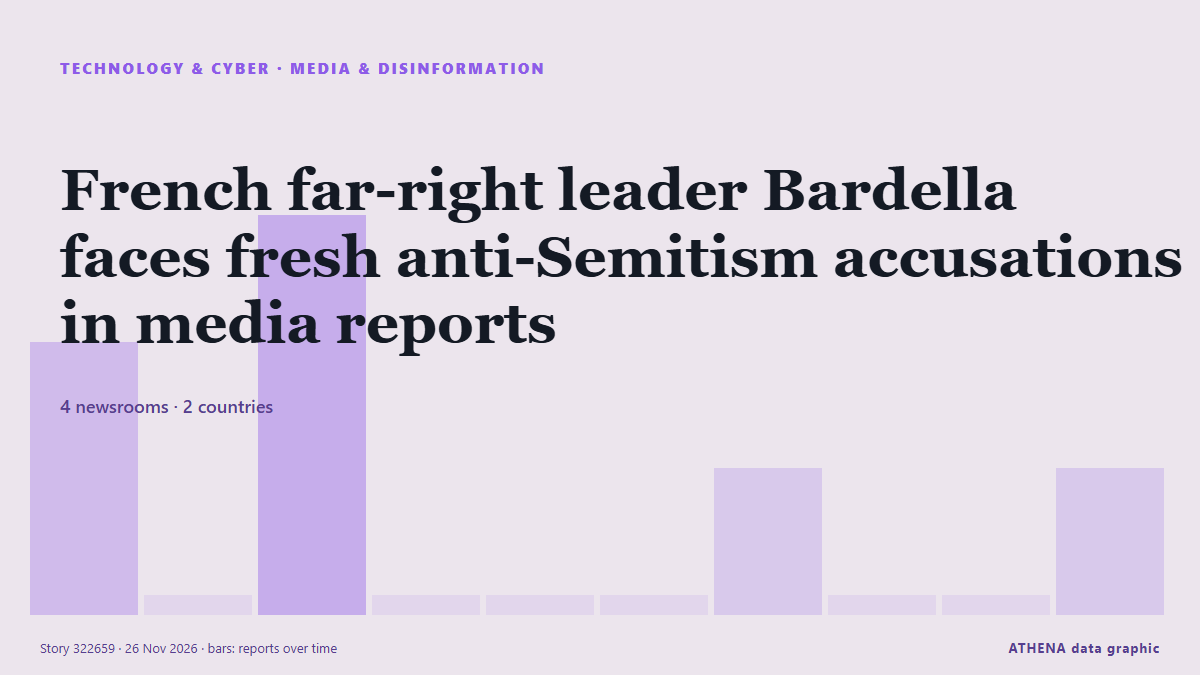 TECHNOLOGY & CYBER · MEDIA & DISINFORMATION
French far-right leader Bardella
faces fresh anti-Semitism accusations
in media reports
4 newsrooms · 2 countries
Story 322659 · 26 Nov 2026 · bars: reports over time
ATHENA data graphic